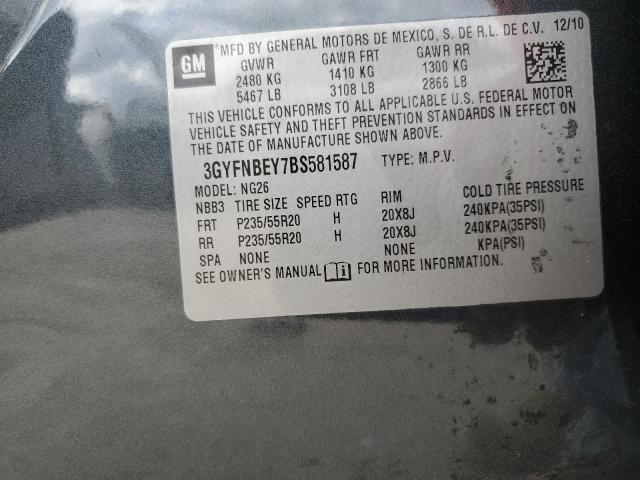 GM
MFD BY GENERAL MOTORS DE MEXICO, S. DE R.L. DE C.V. 12/10
GVWR GAWR FRT GAWR RR
2480 KG 1410 KG 1300 KG
5467 LB 3108 LB 2866 LB
THIS VEHICLE CONFORMS TO ALL APPLICABLE U.S. FEDERAL MOTOR
VEHICLE SAFETY AND THEFT PREVENTION STANDARDS IN EFFECT ON
THE DATE OF MANUFACTURE SHOWN ABOVE.
3GYFNBEY7BS581587 TYPE: M.P.V.
MODEL: NG26
NBB3 TIRE SIZE SPEED RTG RIM COLD TIRE PRESSURE
FRT P235/55R20 H 20X8J 240KPA(35PSI)
RR P235/55R20 H 20X8J 240KPA(35PSI)
SPA NONE NONE KPA(PSI)
SEE OWNER'S MANUAL FOR MORE INFORMATION.